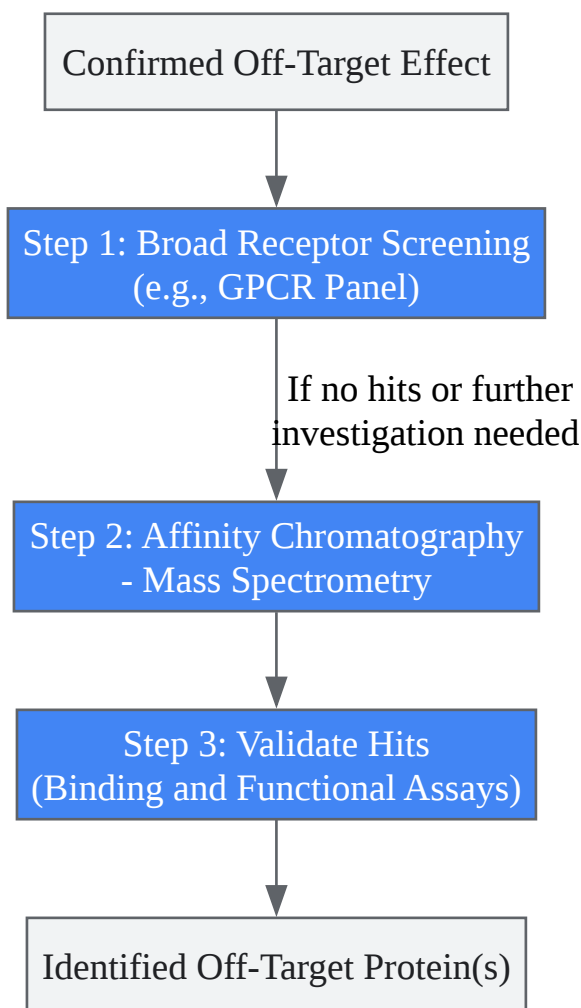 Confirmed Off-Target Effect
Step 1: Broad Receptor Screening
(e.g., GPCR Panel)
If no hits or further
investigation needed
Step 2: Affinity Chromatography
- Mass Spectrometry
Step 3: Validate Hits
(Binding and Functional Assays)
Identified Off-Target Protein(s)